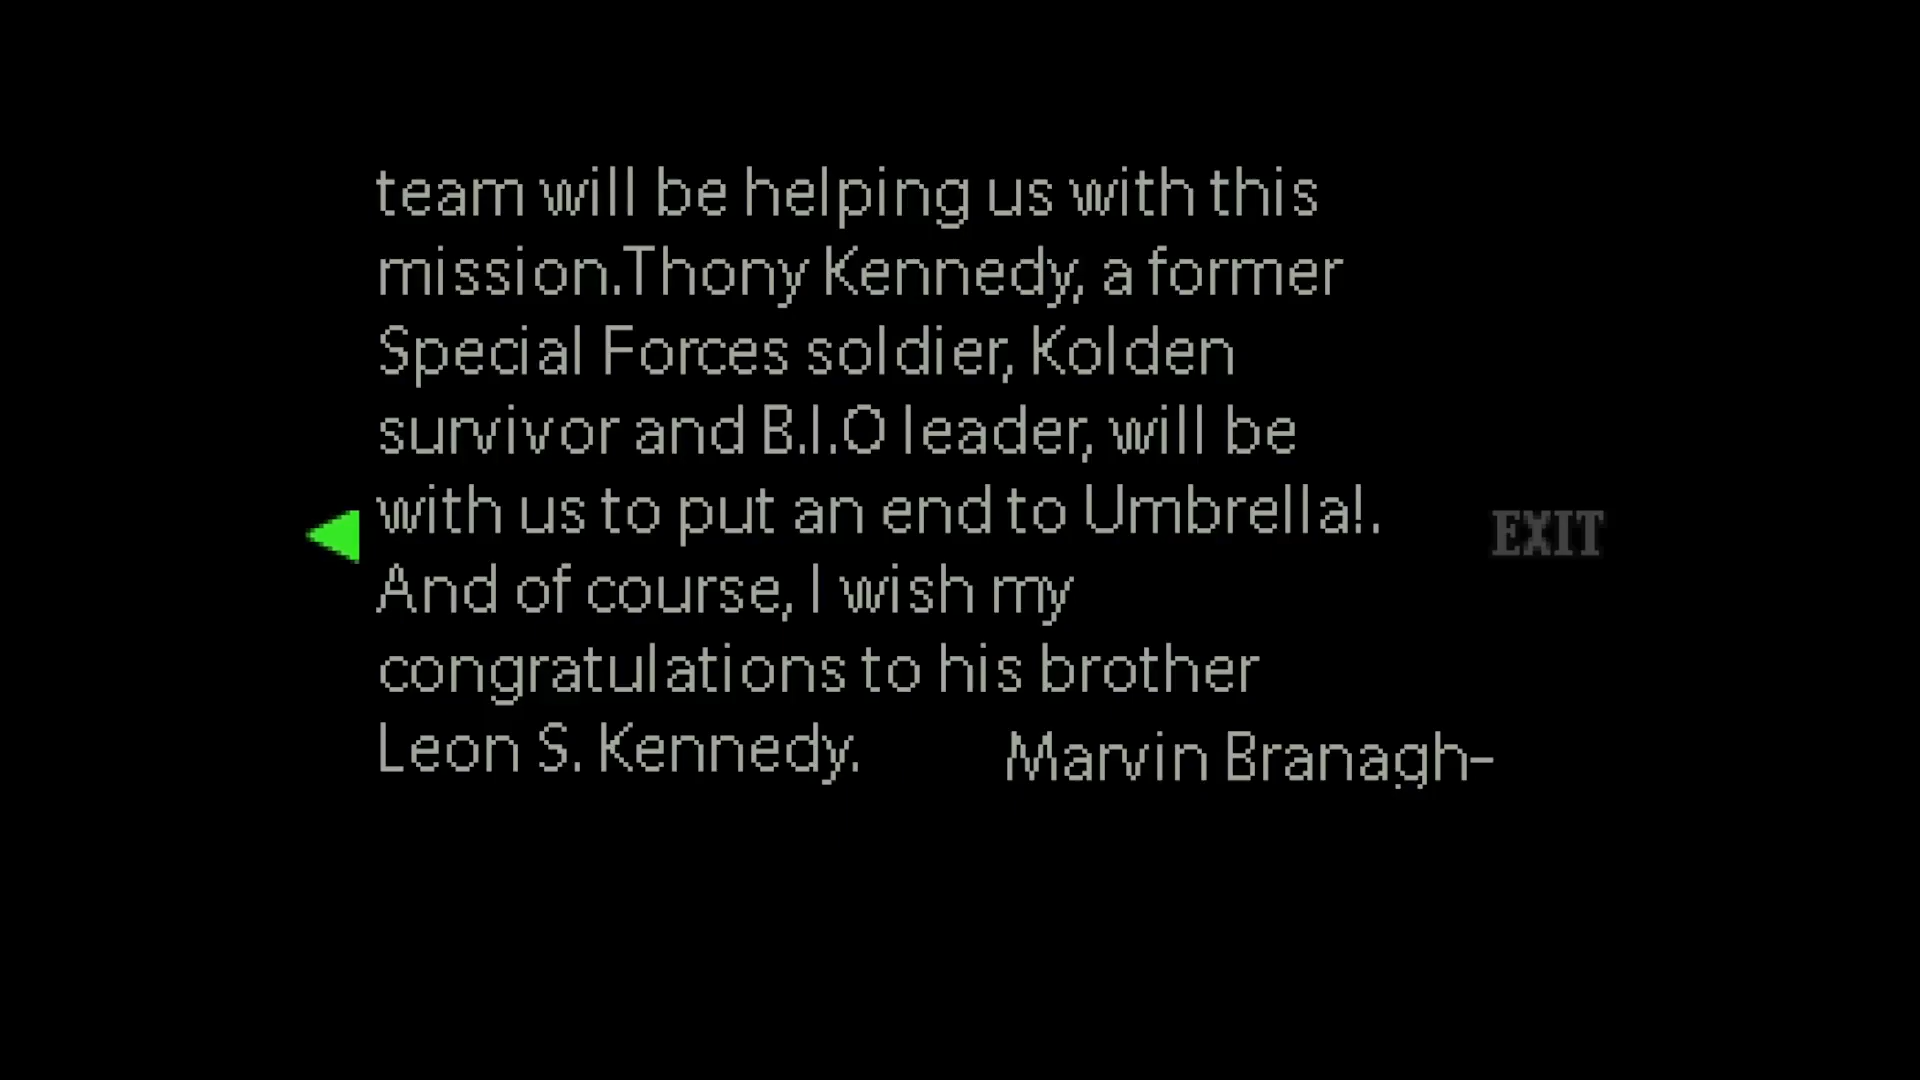 team will be helping us with this
mission.Thony Kennedy, a former
Special Forces soldier, Kolden
survivor and B.I.O leader, will be
with us to put an end to Umbrella!.
EXIT
And of course, I wish my
congratulations to his brother
Leon S. Kennedy.
Marvin Branagh-